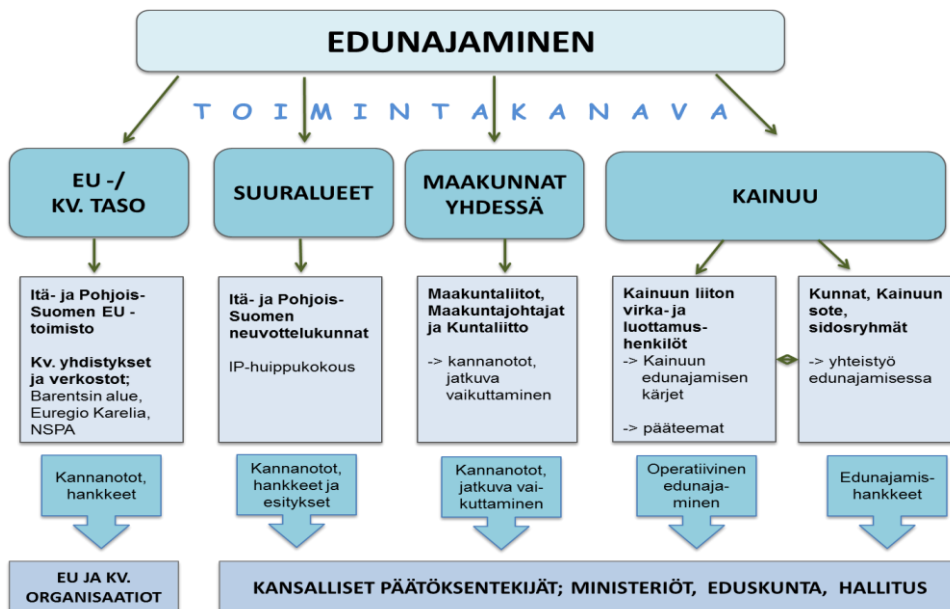 EDUNAJAMINEN
TOIMINTAKANAVA
EU -/
KV. TASO
SUURALUEET
MAAKUNNAT
YHDESSÄ
KAINUU
Itä- ja Pohjois-
Suomen EU -
toimisto
Kv. yhdistykset
ja verkostot;
Barentsin alue,
Euregio Karelia,
NSPA
Itä- ja Pohjois-
Suomen
neuvottelukunnat
IP-huippukokous
Maakuntaliitot,
Maakuntajohtajat
ja Kuntaliitto
-> kannanotot,
jatkuva
vaikuttaminen
Kainuun liiton
virka- ja
luottamus-
henkilöt
-> Kainuun
edunajamisen
kärjet
-> pääteemat
Kunnat, Kainuun
sote,
sidosryhmät
-> yhteistyö
edunajamisessa
Kannanotot,
hankkeet
Kannanotot,
hankkeet ja
esitykset
Kannanotot,
jatkuva vai-
kuttaminen
Operatiivinen
edunaja-
minen
Edunajamis-
hankkeet
EU JA KV.
ORGANISAATIOT
KANSALLISET PÄÄTÖKSENTEKIJÄT; MINISTERIÖT, EDUSKUNTA, HALLITUS